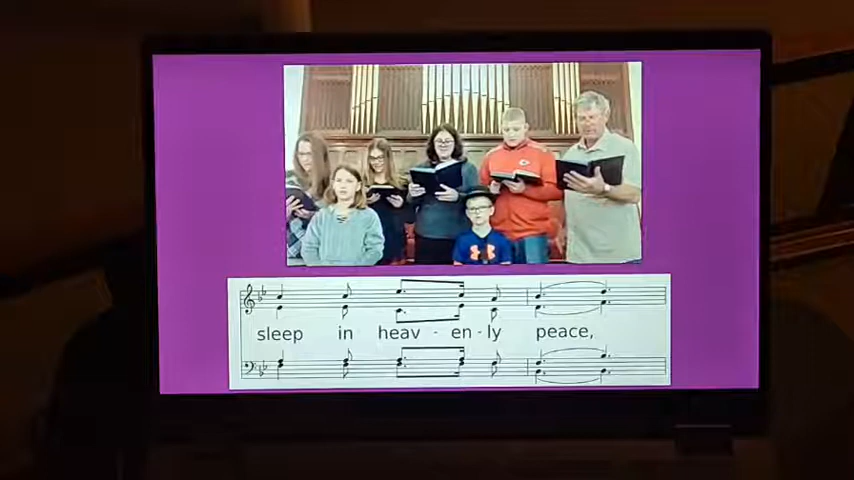 sleep in heav - en - ly peace,